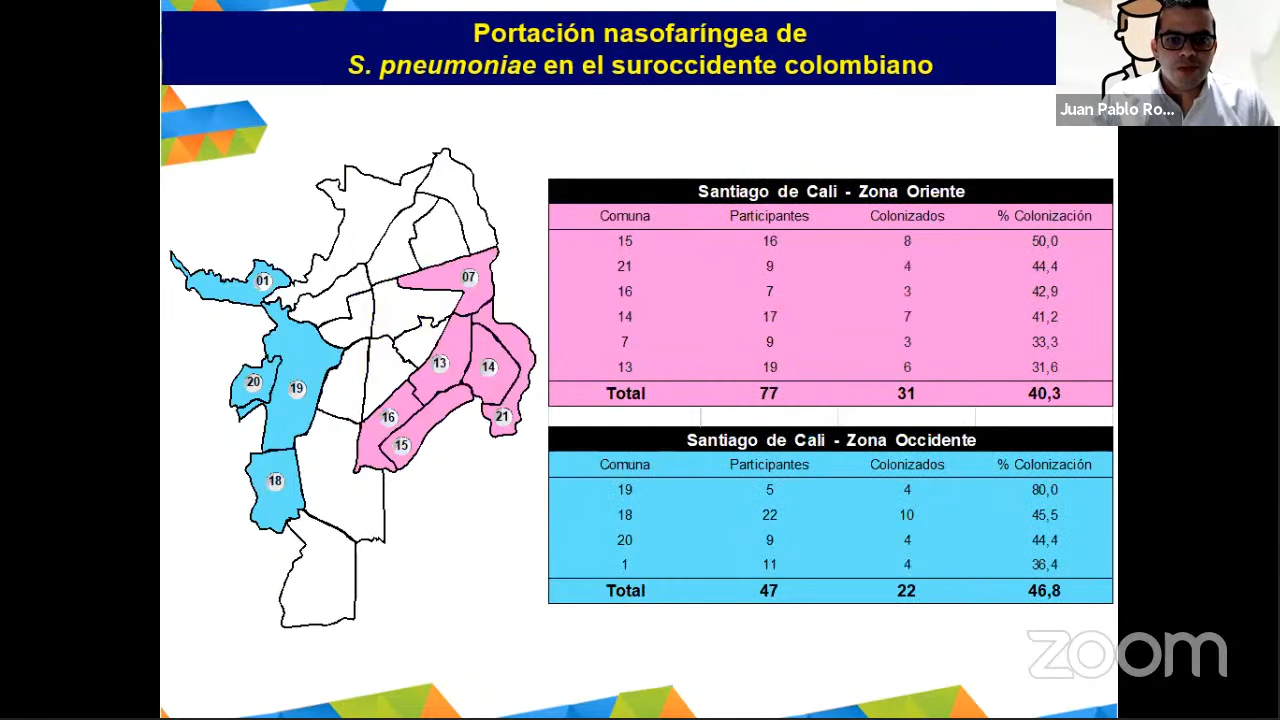 Portación nasofaríngea de
S. pneumoniae en el suroccidente colombiano
Juan Pablo Ro...
01
07
13
14
20
19
16
21
15
18
Santiago de Cali - Zona Oriente
Comuna Participantes Colonizados % Colonización
15 16 8 50,0
21 9 4 44,4
16 7 3 42,9
14 17 7 41,2
7 9 3 33,3
13 19 6 31,6
Total 77 31 40,3
Santiago de Cali - Zona Occidente
Comuna Participantes Colonizados % Colonización
19 5 4 80,0
18 22 10 45,5
20 9 4 44,4
1 11 4 36,4
Total 47 22 46,8
zoom